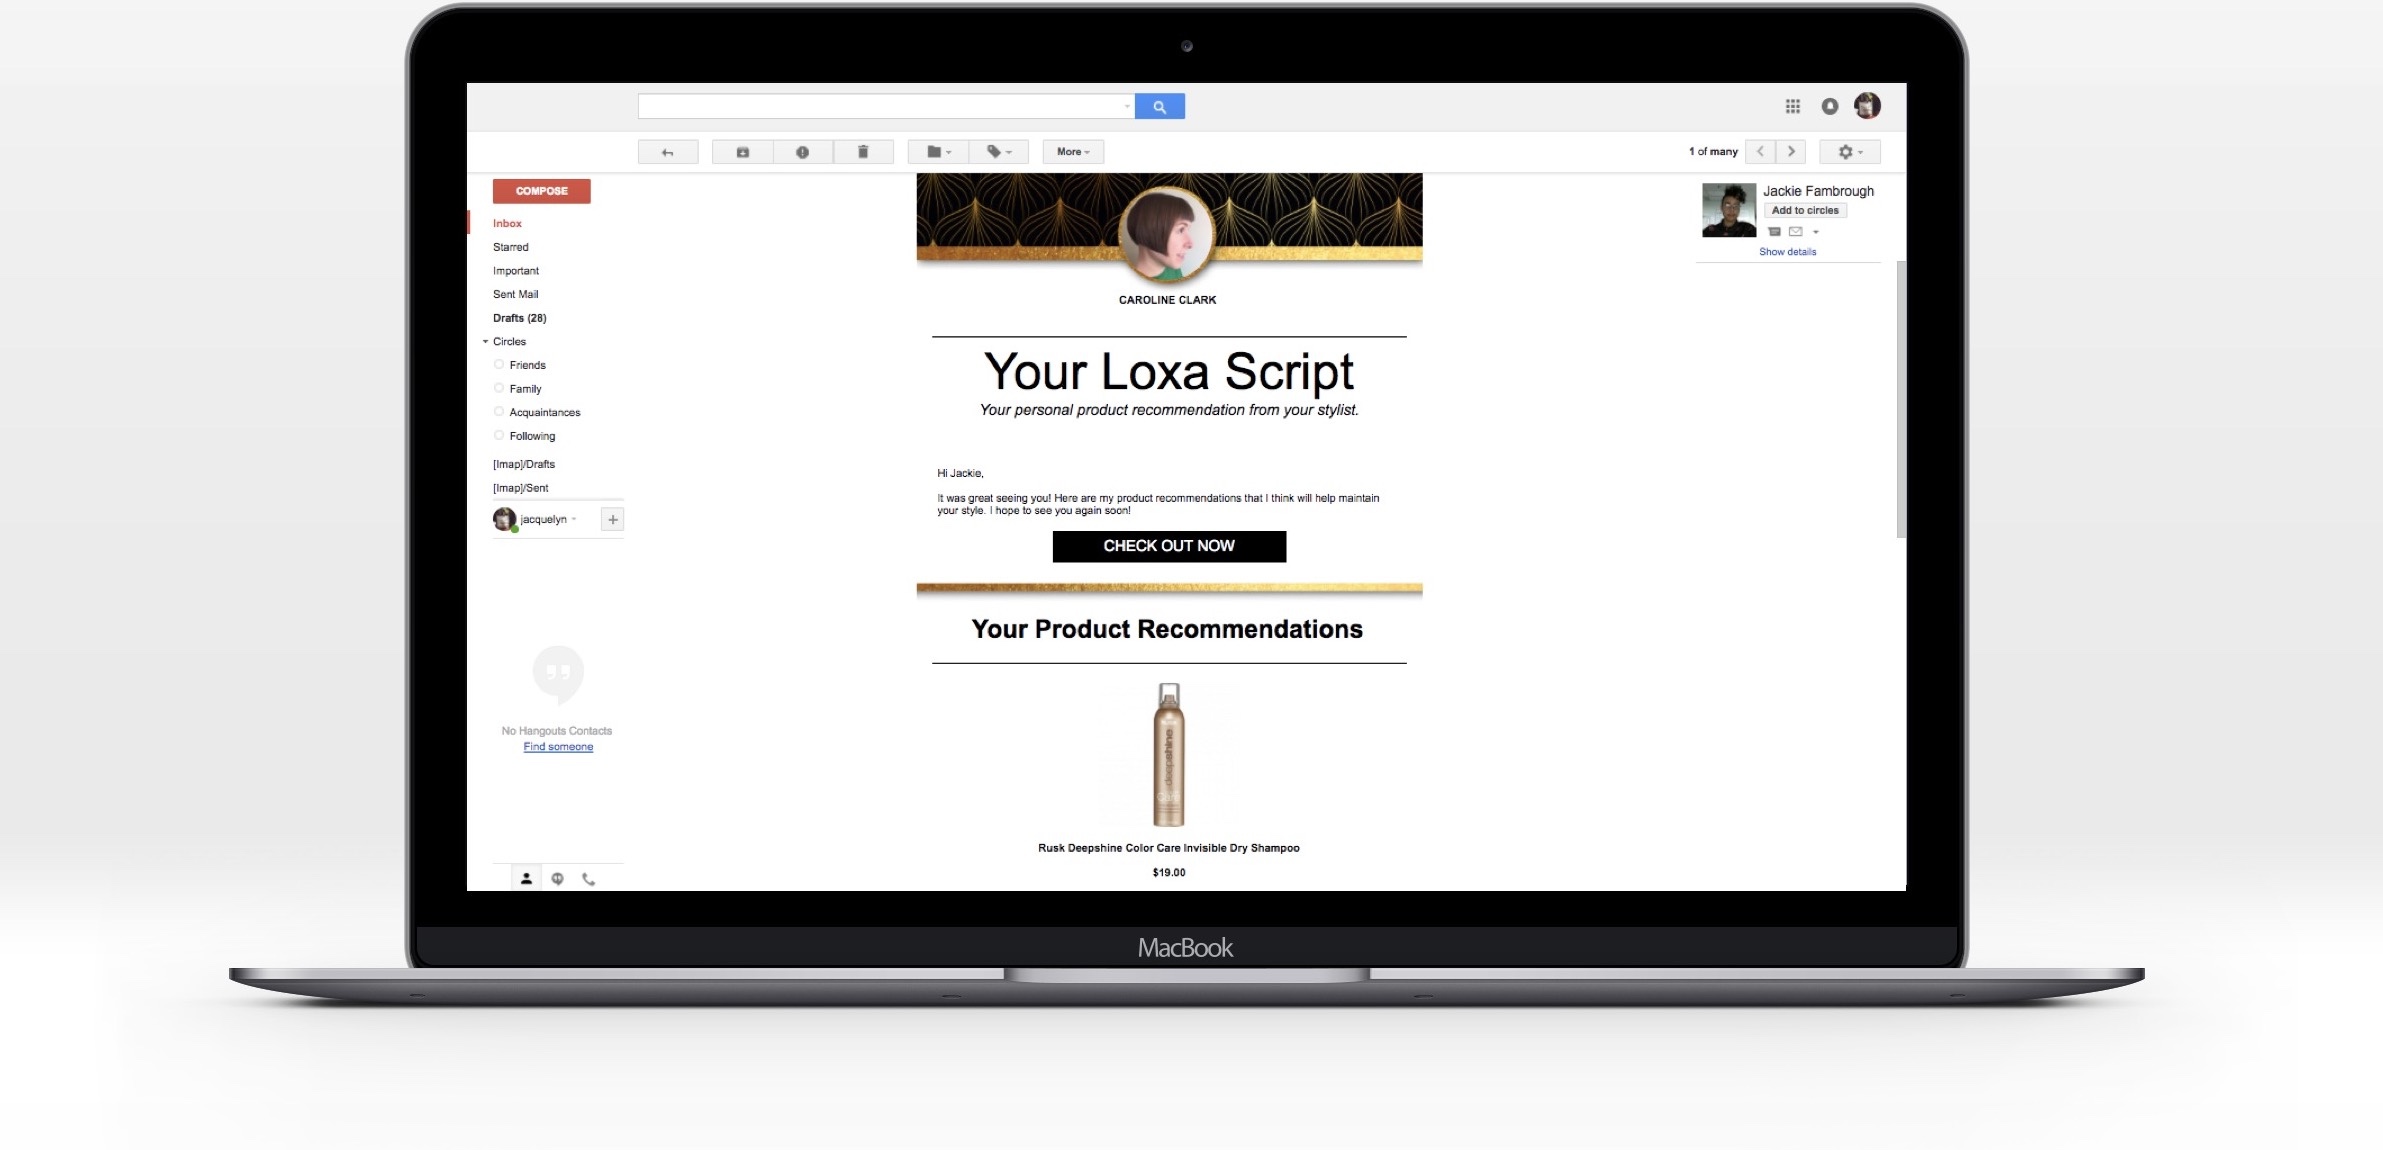 More
1 of many
COMPOSE
Inbox
Starred
Important
Sent Mail
Drafts (28)
Circles
Friends
Family
Acquaintances
Following
[Imap]/Drafts
[Imap]/Sent
jacquelyn
No Hangouts Contacts
Find someone
CAROLINE CLARK
Your Loxa Script
Your personal product recommendation from your stylist.
Hi Jackie,
It was great seeing you! Here are my product recommendations that I think will help maintain
your style. I hope to see you again soon!
CHECK OUT NOW
Your Product Recommendations
deepshine
Care
Rusk Deepshine Color Care Invisible Dry Shampoo
$19.00
Jackie Fambrough
Add to circles
Show details
MacBook